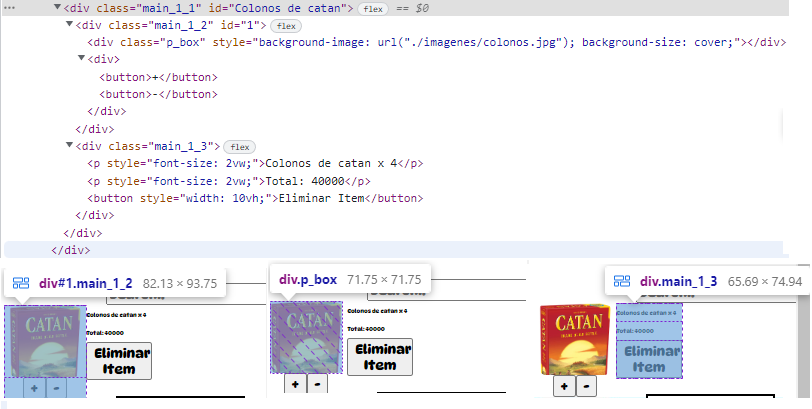 <div class="main_1_1" id="Colonos de catan"> flex == $0
<div class="main_1_2" id="1"> flex
<div class="p_box" style="background-image: url("./imagenes/colonos.jpg"); background-size: cover;"></div>
<div>
<button>+</button>
<button>-</button>
</div>
</div>
<div class="main_1_3"> flex
<p style="font-size: 2vw;">Colonos de catan x 4</p>
<p style="font-size: 2vw;">Total: 40000</p>
<button style="width: 10vh;">Eliminar Item</button>
</div>
</div>
div#1.main_1_2 82.13 × 93.75
CATAN
Colonos de catan x 4
Total: 40000
Eliminar
Item
+ -
div.p_box 71.75 × 71.75
CATAN
Colonos de catan x 4
Total: 40000
Eliminar
Item
+ -
div.main_1_3 65.69 × 74.94
CATAN
Colonos de catan x 4
Total: 40000
Eliminar
Item
+ -